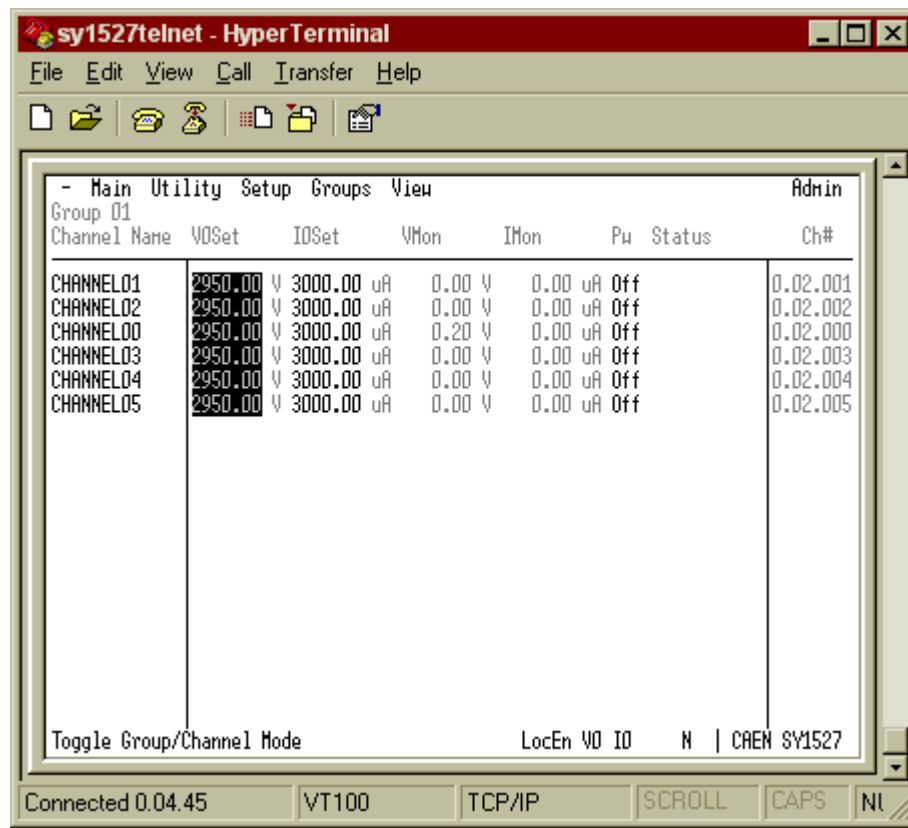 sy1527telnet - HyperTerminal
File Edit View Call Transfer Help
- Main Utility Setup Groups View Admin
Group 01
Channel Name V0Set I0Set VMon IMon Pw Status Ch#
CHANNEL01 2950.00 V 3000.00 uA 0.00 V 0.00 uA Off 0.02.001
CHANNEL02 2950.00 V 3000.00 uA 0.00 V 0.00 uA Off 0.02.002
CHANNEL00 2950.00 V 3000.00 uA 0.20 V 0.00 uA Off 0.02.000
CHANNEL03 2950.00 V 3000.00 uA 0.00 V 0.00 uA Off 0.02.003
CHANNEL04 2950.00 V 3000.00 uA 0.00 V 0.00 uA Off 0.02.004
CHANNEL05 2950.00 V 3000.00 uA 0.00 V 0.00 uA Off 0.02.005
Toggle Group/Channel Mode LocEn V0 I0 N | CAEN SY1527
Connected 0.04.45 VT100 TCP/IP SCROLL CAPS